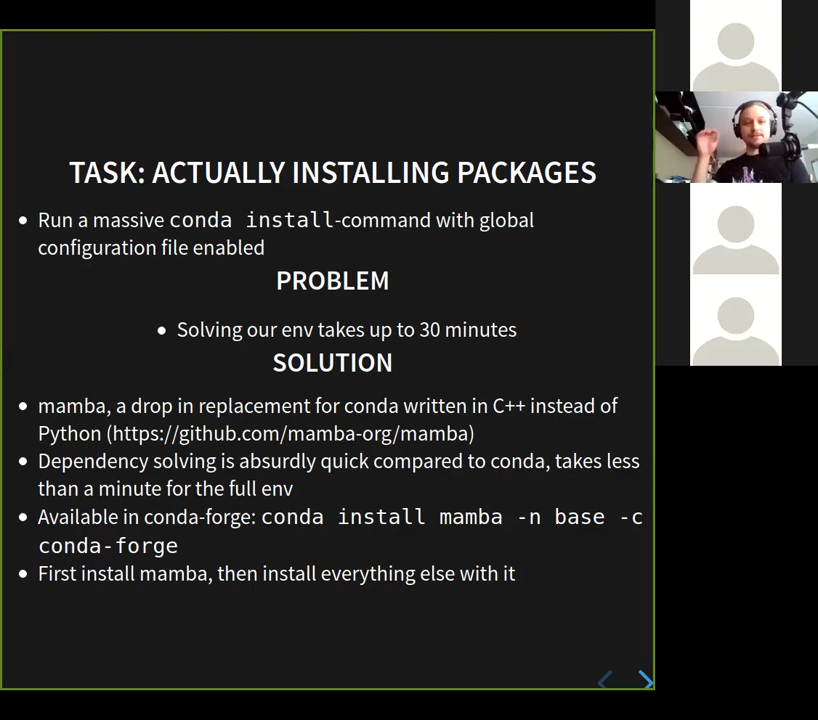 TASK: ACTUALLY INSTALLING PACKAGES
Run a massive conda install-command with global
configuration file enabled
PROBLEM
Solving our env takes up to 30 minutes
SOLUTION
mamba, a drop in replacement for conda written in C++ instead of
Python (https://github.com/mamba-org/mamba)
Dependency solving is absurdly quick compared to conda, takes less
than a minute for the full env
Available in conda-forge: conda install mamba -n base -c
conda-forge
First install mamba, then install everything else with it